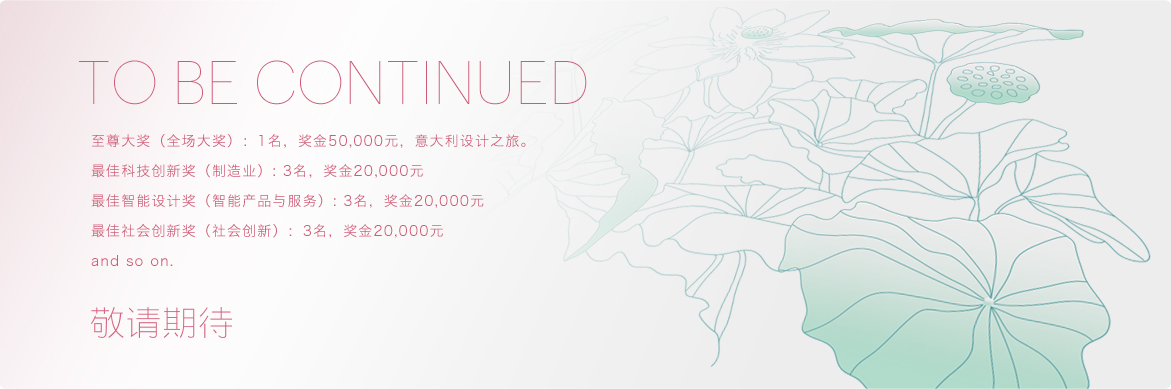 TO BE CONTINUED
至尊大奖（全场大奖）：1名，奖金50,000元，意大利设计之旅。
最佳科技创新奖（制造业）: 3名，奖金20,000元
最佳智能设计奖（智能产品与服务）: 3名，奖金20,000元
最佳社会创新奖（社会创新）：3名，奖金20,000元
and so on.
敬请期待